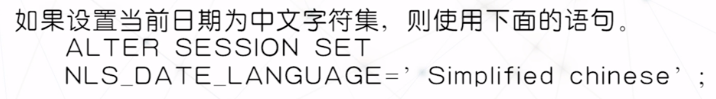 如果设置当前日期为中文字符集，则使用下面的语句。
ALTER SESSION SET
NLS_DATE_LANGUAGE=’Simplified chinese’;